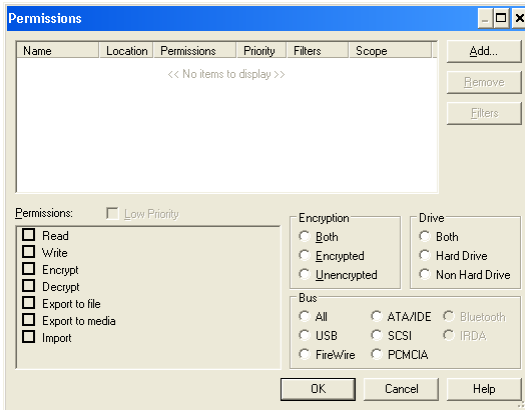 Permissions
Name Location Permissions Priority Filters Scope
<< No items to display >>
Add...
Remove
Filters
Permissions: Low Priority
Read
Write
Encrypt
Decrypt
Export to file
Export to media
Import
Encryption
Both
Encrypted
Unencrypted
Drive
Both
Hard Drive
Non Hard Drive
Bus
All ATA/IDE Bluetooth
USB SCSI IRDA
FireWire PCMCIA
OK Cancel Help